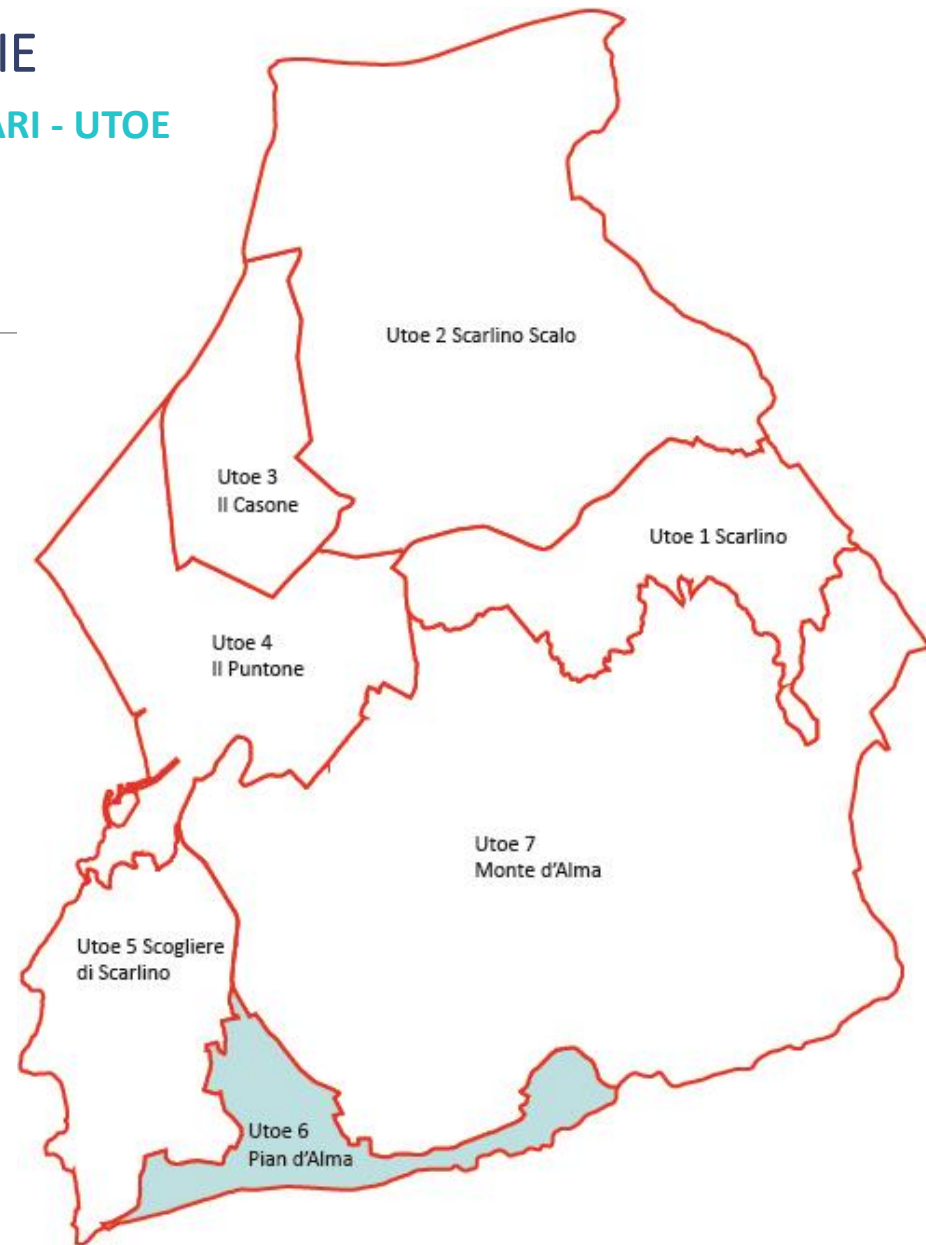 IE
ARI - UTOE
Utoe 2 Scarlino Scalo
Utoe 3
Il Casone
Utoe 1 Scarlino
Utoe 4
Il Puntone
Utoe 7
Monte d'Alma
Utoe 5 Scogliere
di Scarlino
Utoe 6
Pian d'Alma